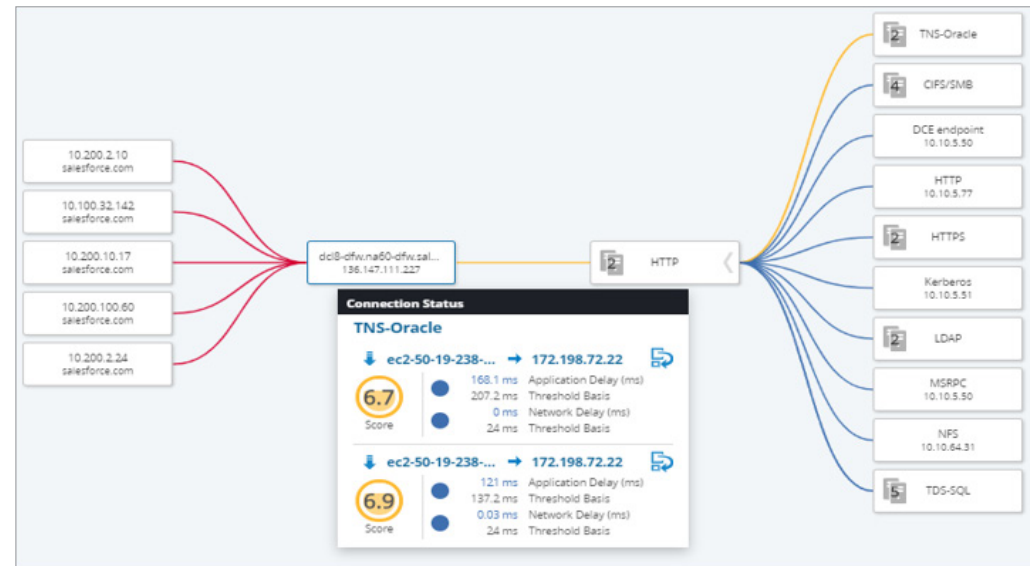 10.200.2.10
salesforce.com
10.100.32.142
salesforce.com
10.200.10.17
salesforce.com
10.200.100.60
salesforce.com
10.200.2.24
salesforce.com
dcl8-dfw.na60-dfw.sal...
136.147.111.227
2 HTTP
Connection Status
TNS-Oracle
ec2-50-19-238-... → 172.198.72.22
6.7
Score
168.1 ms Application Delay (ms)
207.2 ms Threshold Basis
0 ms Network Delay (ms)
24 ms Threshold Basis
ec2-50-19-238-... → 172.198.72.22
6.9
Score
121 ms Application Delay (ms)
137.2 ms Threshold Basis
0.03 ms Network Delay (ms)
24 ms Threshold Basis
2 TNS-Oracle
4 CIFS/SMB
DCE endpoint
10.10.5.50
HTTP
10.10.5.77
2 HTTPS
Kerberos
10.10.5.51
2 LDAP
MSRPC
10.10.5.50
NFS
10.10.64.31
5 TDS-SQL